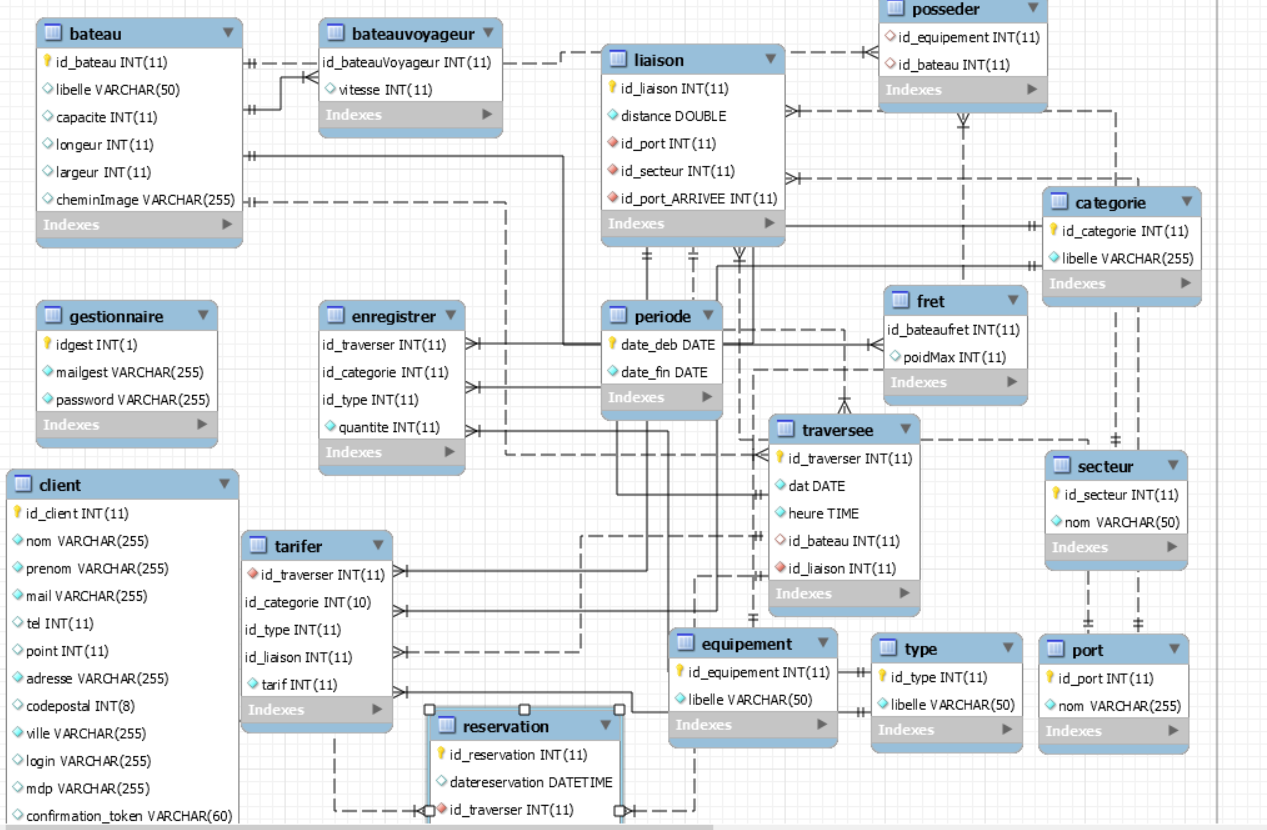 bateau
id_bateau INT(11)
libelle VARCHAR(50)
capacite INT(11)
longeur INT(11)
largeur INT(11)
cheminImage VARCHAR(255)
Indexes
bateauvoyageur
id_bateauVoyageur INT(11)
vitesse INT(11)
Indexes
liaison
id_liaison INT(11)
distance DOUBLE
id_port INT(11)
id_secteur INT(11)
id_port_ARRIVEE INT(11)
Indexes
posseder
id_equipement INT(11)
id_bateau INT(11)
Indexes
categorie
id_categorie INT(11)
libelle VARCHAR(255)
Indexes
gestionnaire
idgest INT(1)
mailgest VARCHAR(255)
password VARCHAR(255)
Indexes
enregistrer
id_traverser INT(11)
id_categorie INT(11)
id_type INT(11)
quantite INT(11)
Indexes
periode
date_deb DATE
date_fin DATE
Indexes
fret
id_bateaufret INT(11)
poidMax INT(11)
Indexes
traversee
id_traverser INT(11)
dat DATE
heure TIME
id_bateau INT(11)
id_liaison INT(11)
Indexes
secteur
id_secteur INT(11)
nom VARCHAR(50)
Indexes
client
id_client INT(11)
nom VARCHAR(255)
prenom VARCHAR(255)
mail VARCHAR(255)
tel INT(11)
point INT(11)
adresse VARCHAR(255)
codepostal INT(8)
ville VARCHAR(255)
login VARCHAR(255)
mdp VARCHAR(255)
confirmation_token VARCHAR(60)
tarifer
id_traverser INT(11)
id_categorie INT(10)
id_type INT(11)
id_liaison INT(11)
tarif INT(11)
Indexes
equipement
id_equipement INT(11)
libelle VARCHAR(50)
Indexes
type
id_type INT(11)
libelle VARCHAR(50)
Indexes
port
id_port INT(11)
nom VARCHAR(255)
Indexes
reservation
id_reservation INT(11)
datereservation DATETIME
id_traverser INT(11)